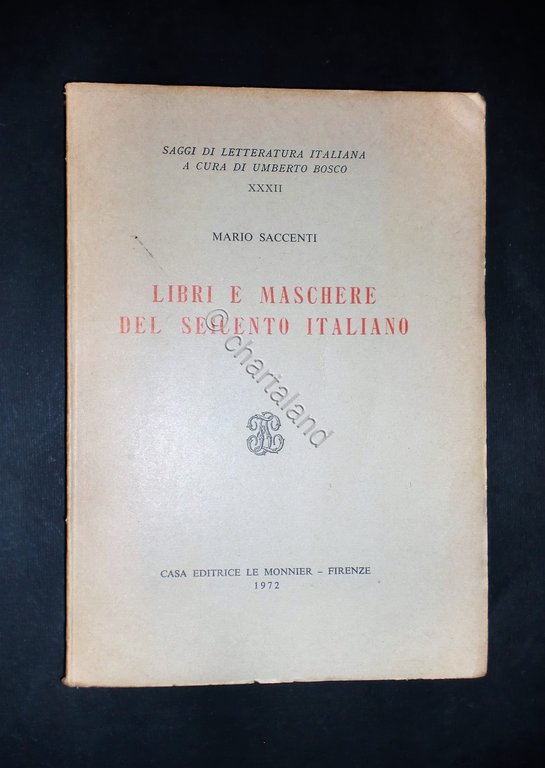 SAGGI DI LETTERATURA ITALIANA
A CURA DI UMBERTO BOSCO
XXXII
MARIO SACCENTI
LIBRI E MASCHERE
DEL SEICENTO ITALIANO
© chartaland
CASA EDITRICE LE MONNIER – FIRENZE
1972